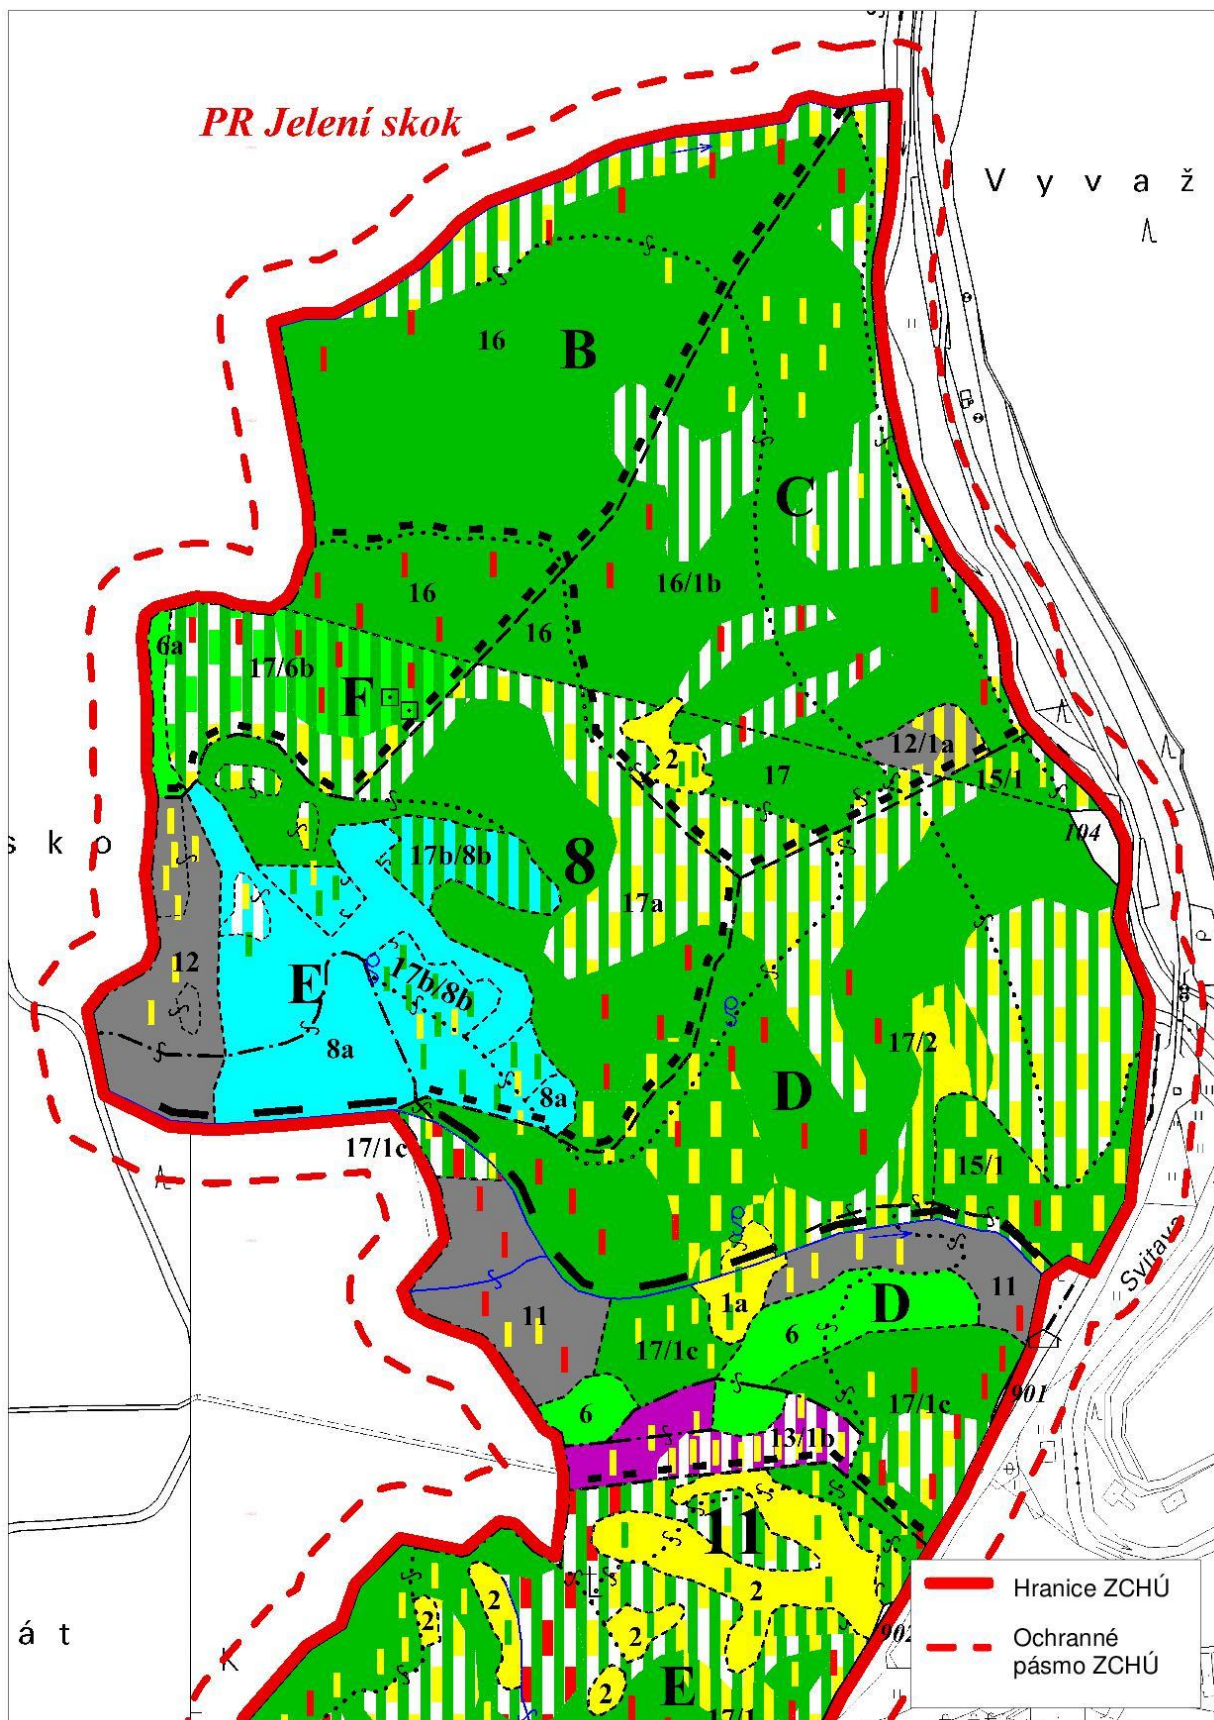 PR Jelení skok
V y v a ž
16
B
C
16
16/1b
16
6a
17/6b
F
12/1a
2
17
15/1
s k o
104
17b/8b
8
17a
12
17b/8b
E
17/2
8a
D
8a
17/1c
15/1
Svitava
1a
D
11
11
6
17/1c
901
17/1c
6
13/1b
11
2
2
2
2
902
á t
E
2
17/1
Hranice ZCHÚ
Ochranné
pásmo ZCHÚ